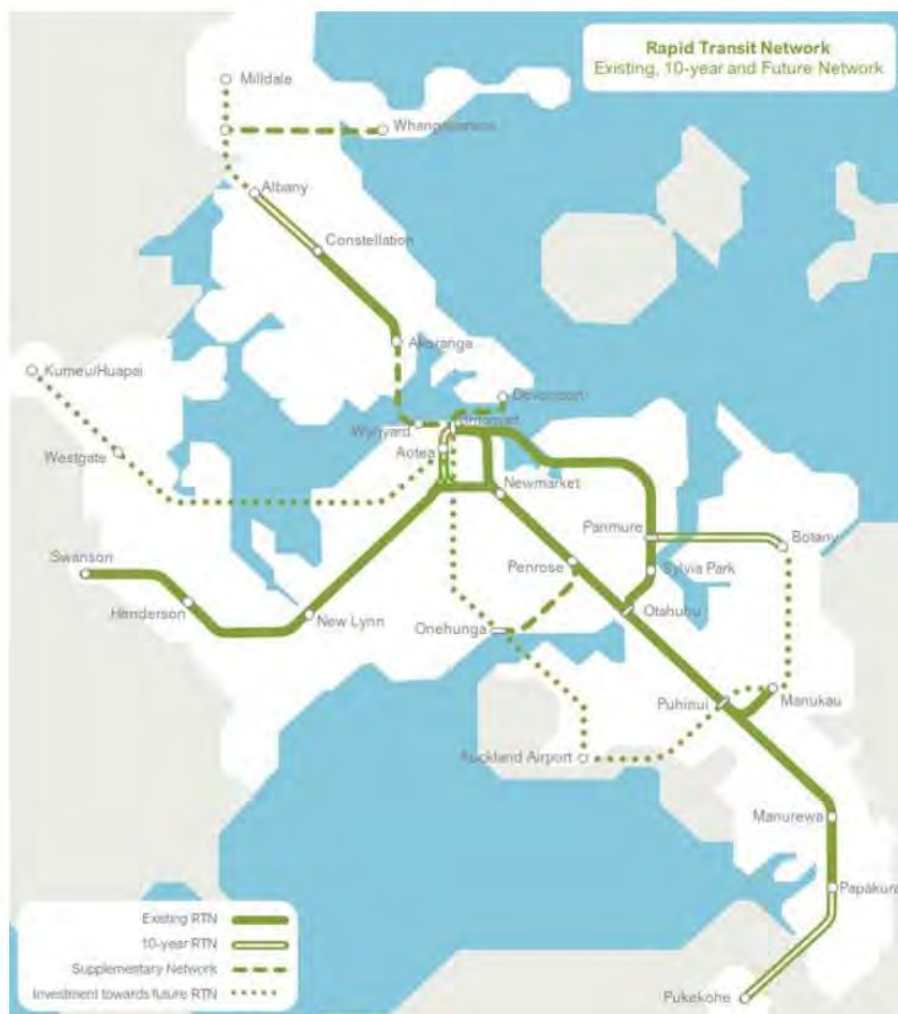 Rapid Transit Network
Existing, 10-year and Future Network
Milldale
Albany
Constellation
Akoranga
Kumeu/Huapai
Devonport
Wynyard
Aotea
Westgate
Newmarket
Panmure
Botany
Swanson
Penrose
Sylvia Park
Henderson
New Lynn
Otahuhu
Onehunga
Puhinui
Manukau
Auckland Airport
Manurewa
Papakura
Pukekohe
Existing RTN
10-year RTN
Supplementary Network
Investment towards future RTN